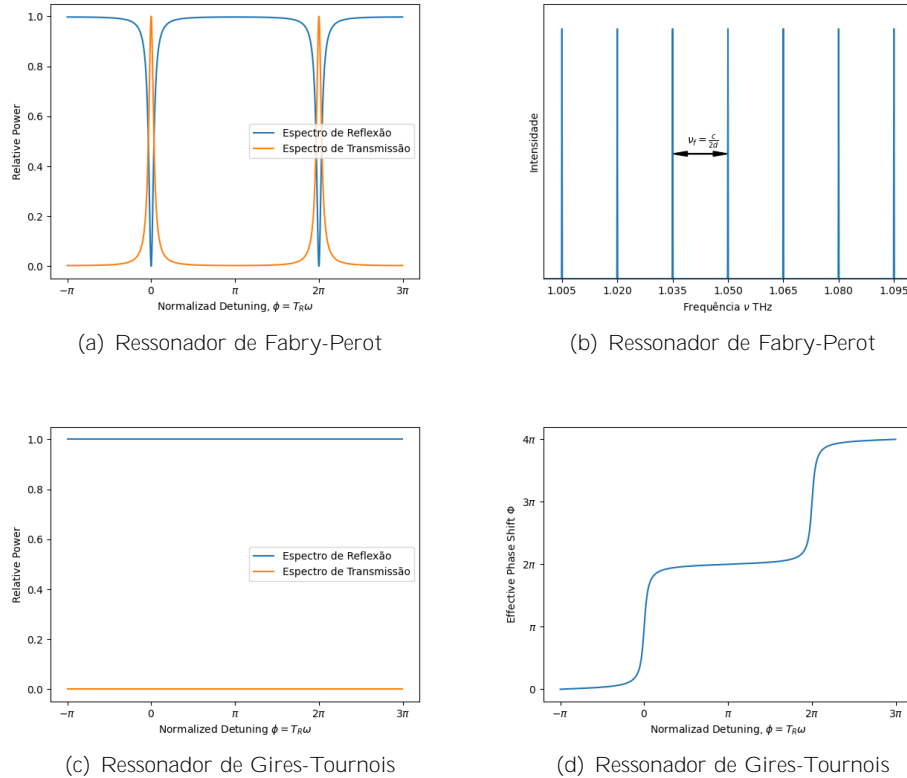 1.0
0.8
0.6
0.4
0.2
0.0
Relative Power
Espectro de Reflexão
Espectro de Transmissão
−π 0 π 2π 3π
Normalizad Detuning, ϕ = T_Rω
(a) Ressonador de Fabry-Perot
Intensidade
ν_f = c/2d
1.005 1.020 1.035 1.050 1.065 1.080 1.095
Frequência ν THz
(b) Ressonador de Fabry-Perot
1.0
0.8
0.6
0.4
0.2
0.0
Relative Power
Espectro de Reflexão
Espectro de Transmissão
−π 0 π 2π 3π
Normalized Detuning ϕ = T_Rω
(c) Ressonador de Gires-Tournois
4π
3π
2π
π
0
Effective Phase Shift Φ
−π 0 π 2π 3π
Normalizad Detuning, ϕ = T_Rω
(d) Ressonador de Gires-Tournois